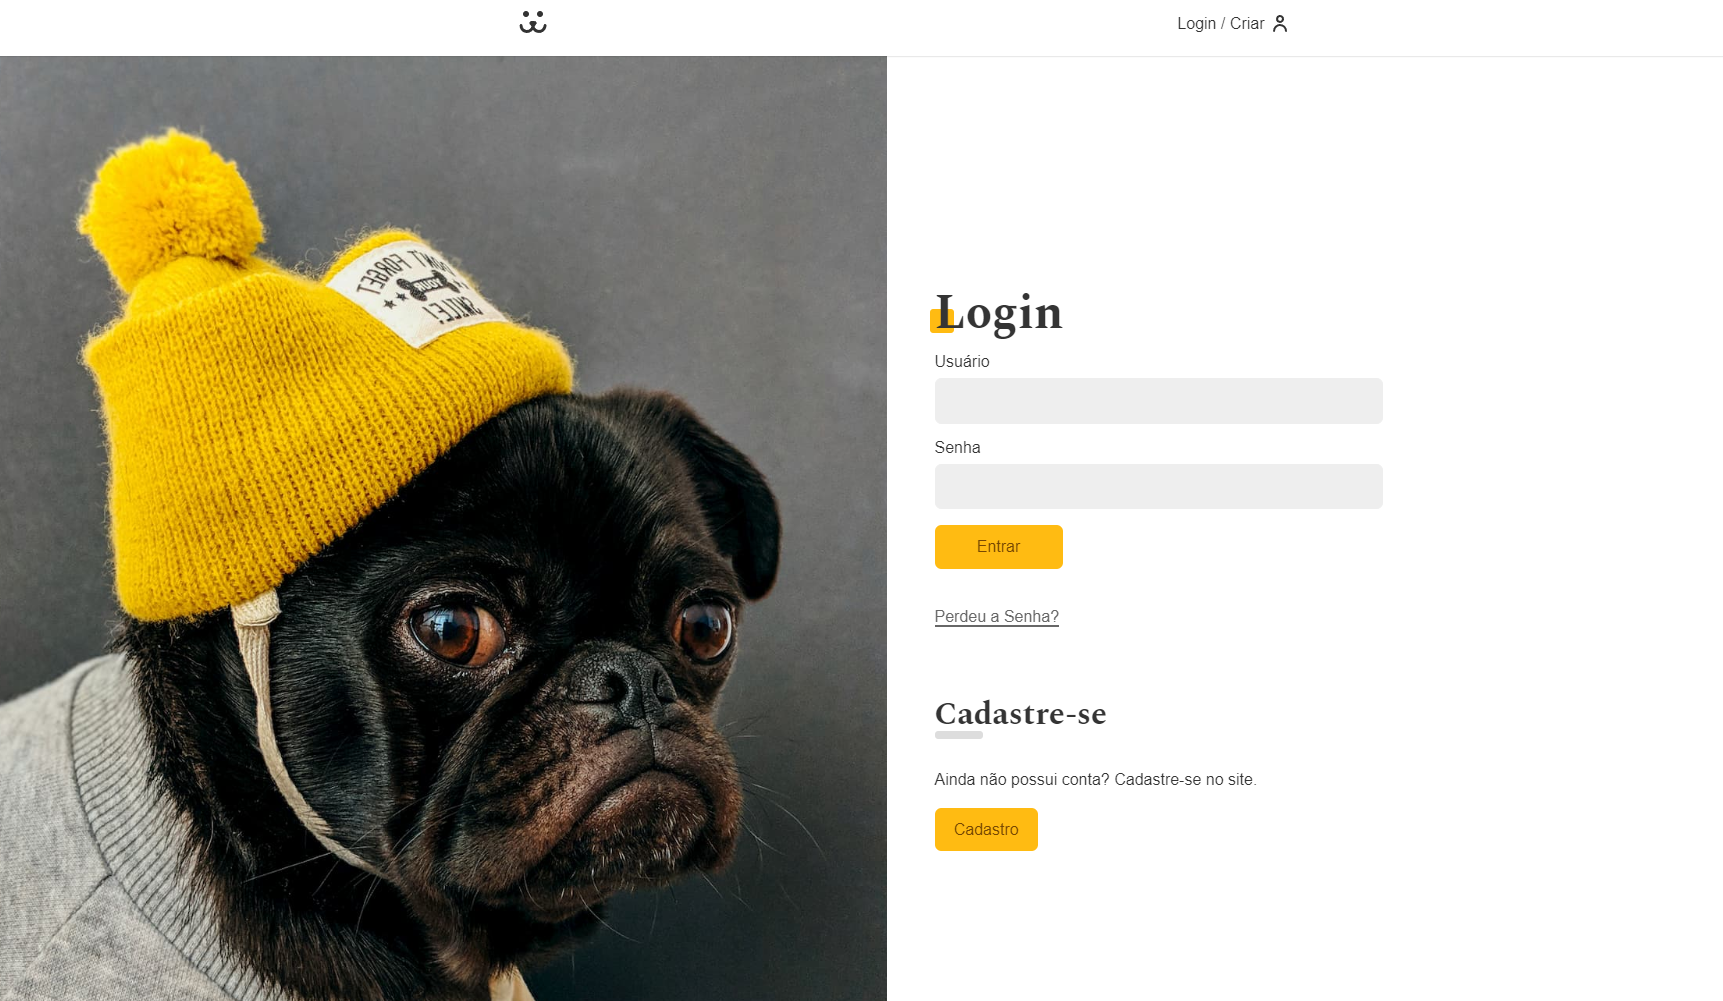 Login / Criar
DON'T FORGET
YOUR
SMILE!
Login
Usuário
Senha
Entrar
Perdeu a Senha?
Cadastre-se
Ainda não possui conta? Cadastre-se no site.
Cadastro